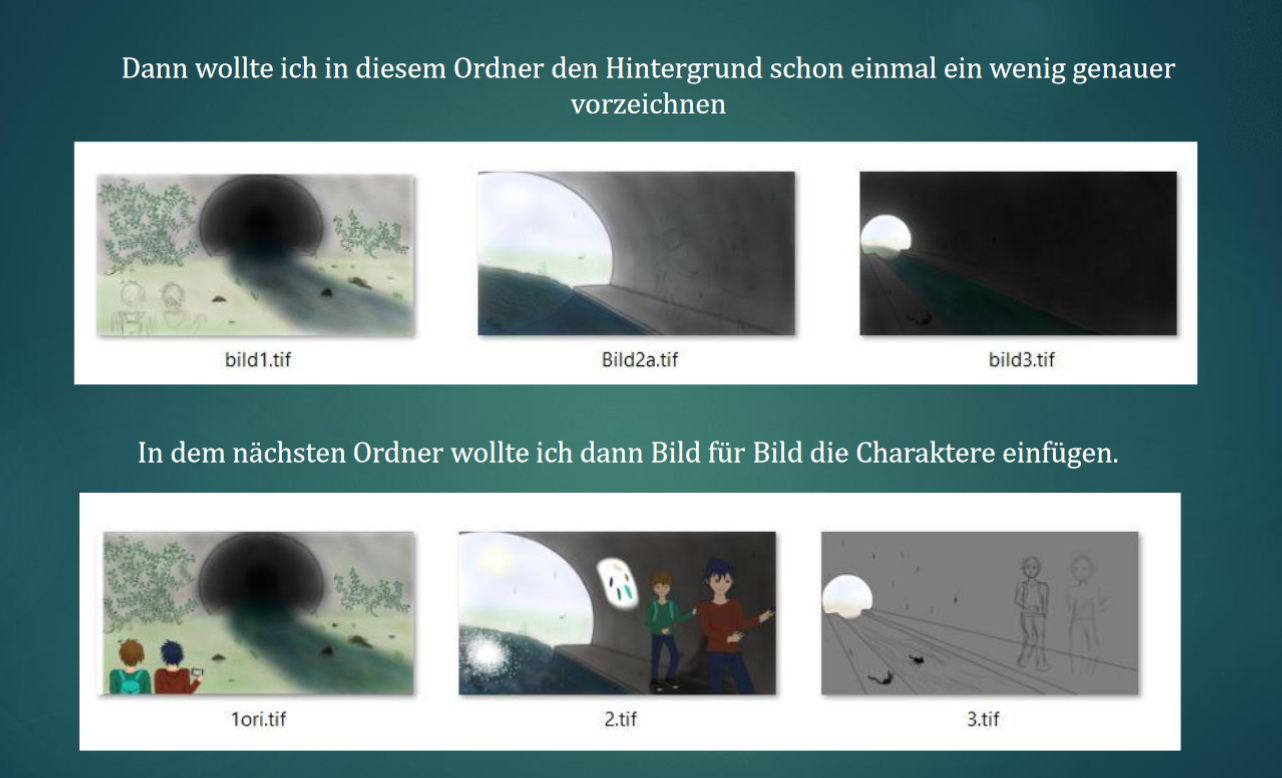 Dann wollte ich in diesem Ordner den Hintergrund schon einmal ein wenig genauer
vorzeichnen
bild1.tif
Bild2a.tif
bild3.tif
In dem nächsten Ordner wollte ich dann Bild für Bild die Charaktere einfügen.
1ori.tif
2.tif
3.tif